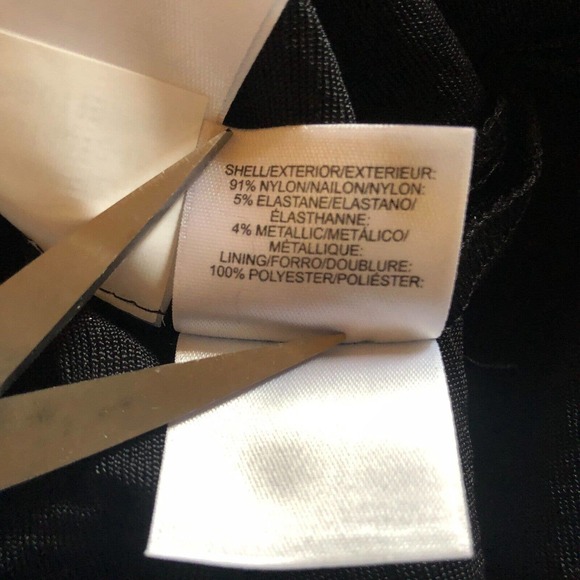 SHELL/EXTERIOR/EXTERIEUR:
91% NYLON/NAILON/NYLON:
5% ELASTANE/ELASTANO/
ÉLASTHANNE:
4% METALLIC/METÁLICO/
MÉTALLIQUE:
LINING/FORRO/DOUBLURE:
100% POLYESTER/POLIÉSTER: